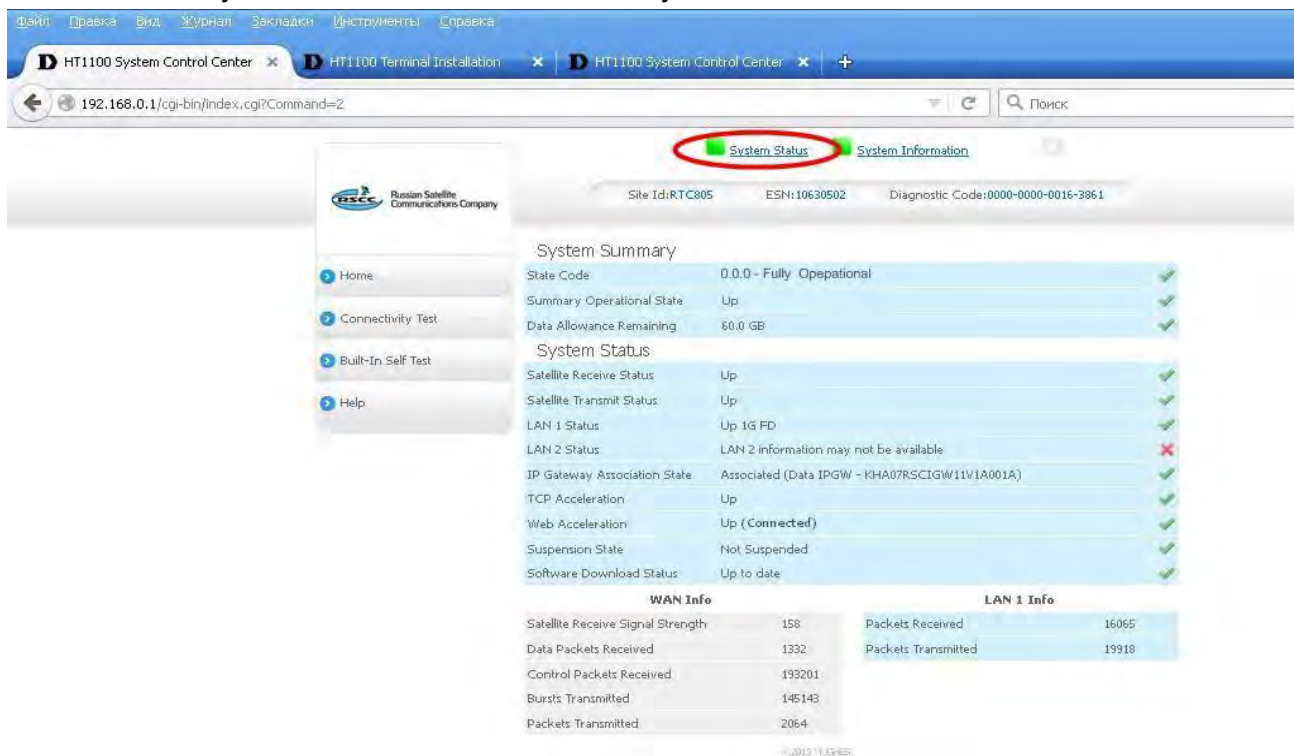 Файл Правка Вид Журнал Закладки Инструменты Справка
HT1100 System Control Center × HT1100 Terminal Installation × HT1100 System Control Center × +
192.168.0.1/cgi-bin/index.cgi?Command=2 Поиск
System Status System Information
RSCC Russian Satellite
Communications Company
Site Id:RTC805 ESN:10630502 Diagnostic Code:0000-0000-0016-3861
Home
Connectivity Test
Built-In Self Test
Help
System Summary
State Code 0.0.0 - Fully Opepational
Summary Operational State Up
Data Allowance Remaining 60.0 GB
System Status
Satellite Receive Status Up
Satellite Transmit Status Up
LAN 1 Status Up 1G FD
LAN 2 Status LAN 2 information may not be available
IP Gateway Association State Associated (Data IPGW - KHA07RSCIGW11V1A001A)
TCP Acceleration Up
Web Acceleration Up (Connected)
Suspension State Not Suspended
Software Download Status Up to date
WAN Info
Satellite Receive Signal Strength 158
Data Packets Received 1332
Control Packets Received 193201
Bursts Transmitted 145143
Packets Transmitted 2064
LAN 1 Info
Packets Received 16065
Packets Transmitted 19918
HUGHES